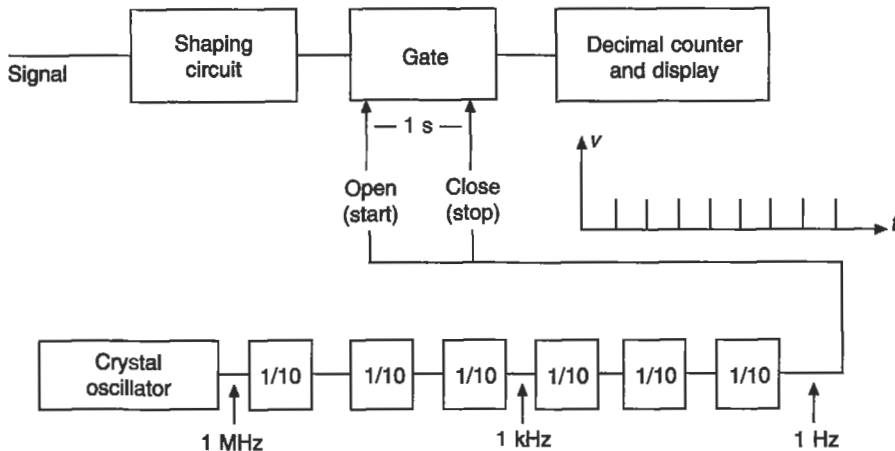 Signal
Shaping
circuit
Gate
Decimal counter
and display
1 s
Open
(start)
Close
(stop)
v
t
Crystal
oscillator
1/10
1/10
1/10
1/10
1/10
1/10
1 MHz
1 kHz
1 Hz